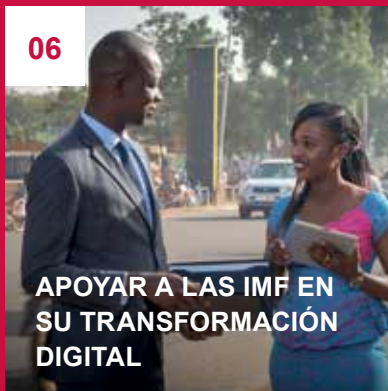 06
APOYAR A LAS IMF EN
SU TRANSFORMACIÓN
DIGITAL